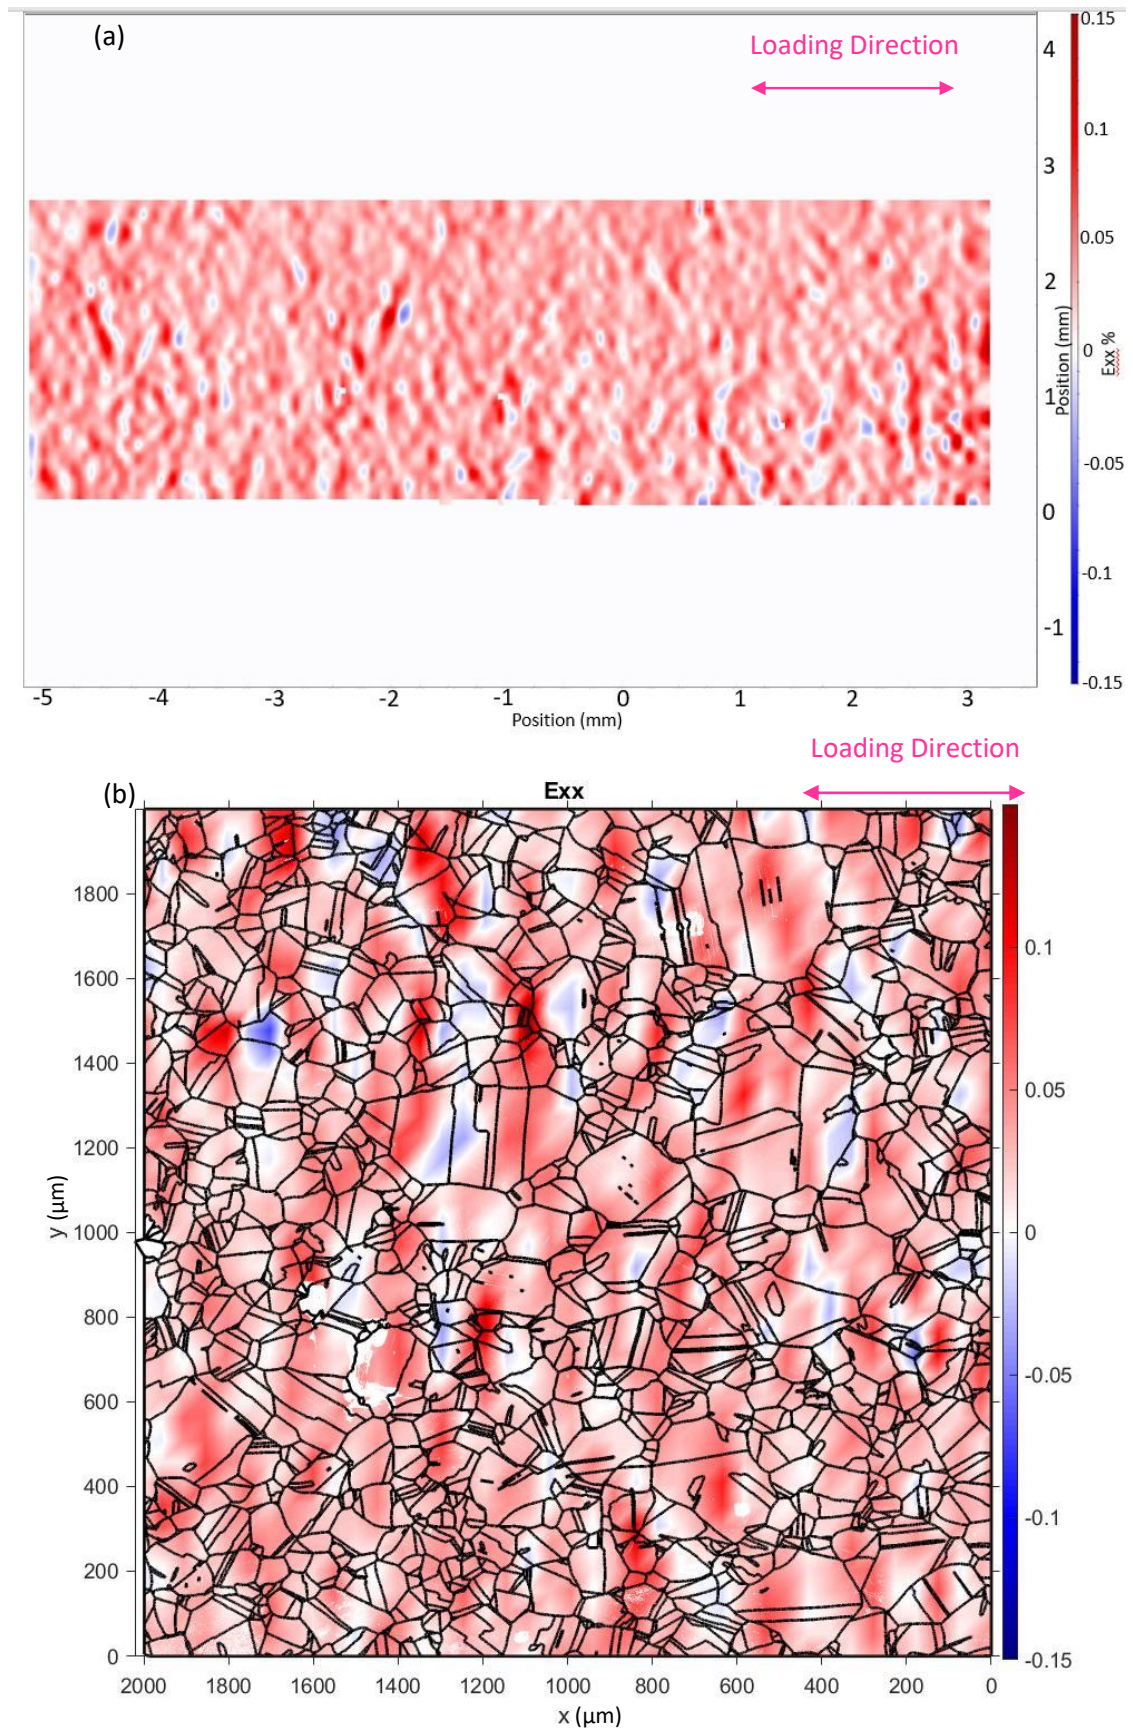 (a)
Loading Direction
0.15
0.1
0.05
0
-0.05
-0.1
-0.15
Exx %
4
3
2
1
0
-1
Position (mm)
-5 -4 -3 -2 -1 0 1 2 3
Position (mm)
Loading Direction
(b)
Exx
1800
1600
1400
1200
1000
800
600
400
200
0
y (µm)
0.1
0.05
0
-0.05
-0.1
-0.15
2000 1800 1600 1400 1200 1000 800 600 400 200 0
x (µm)